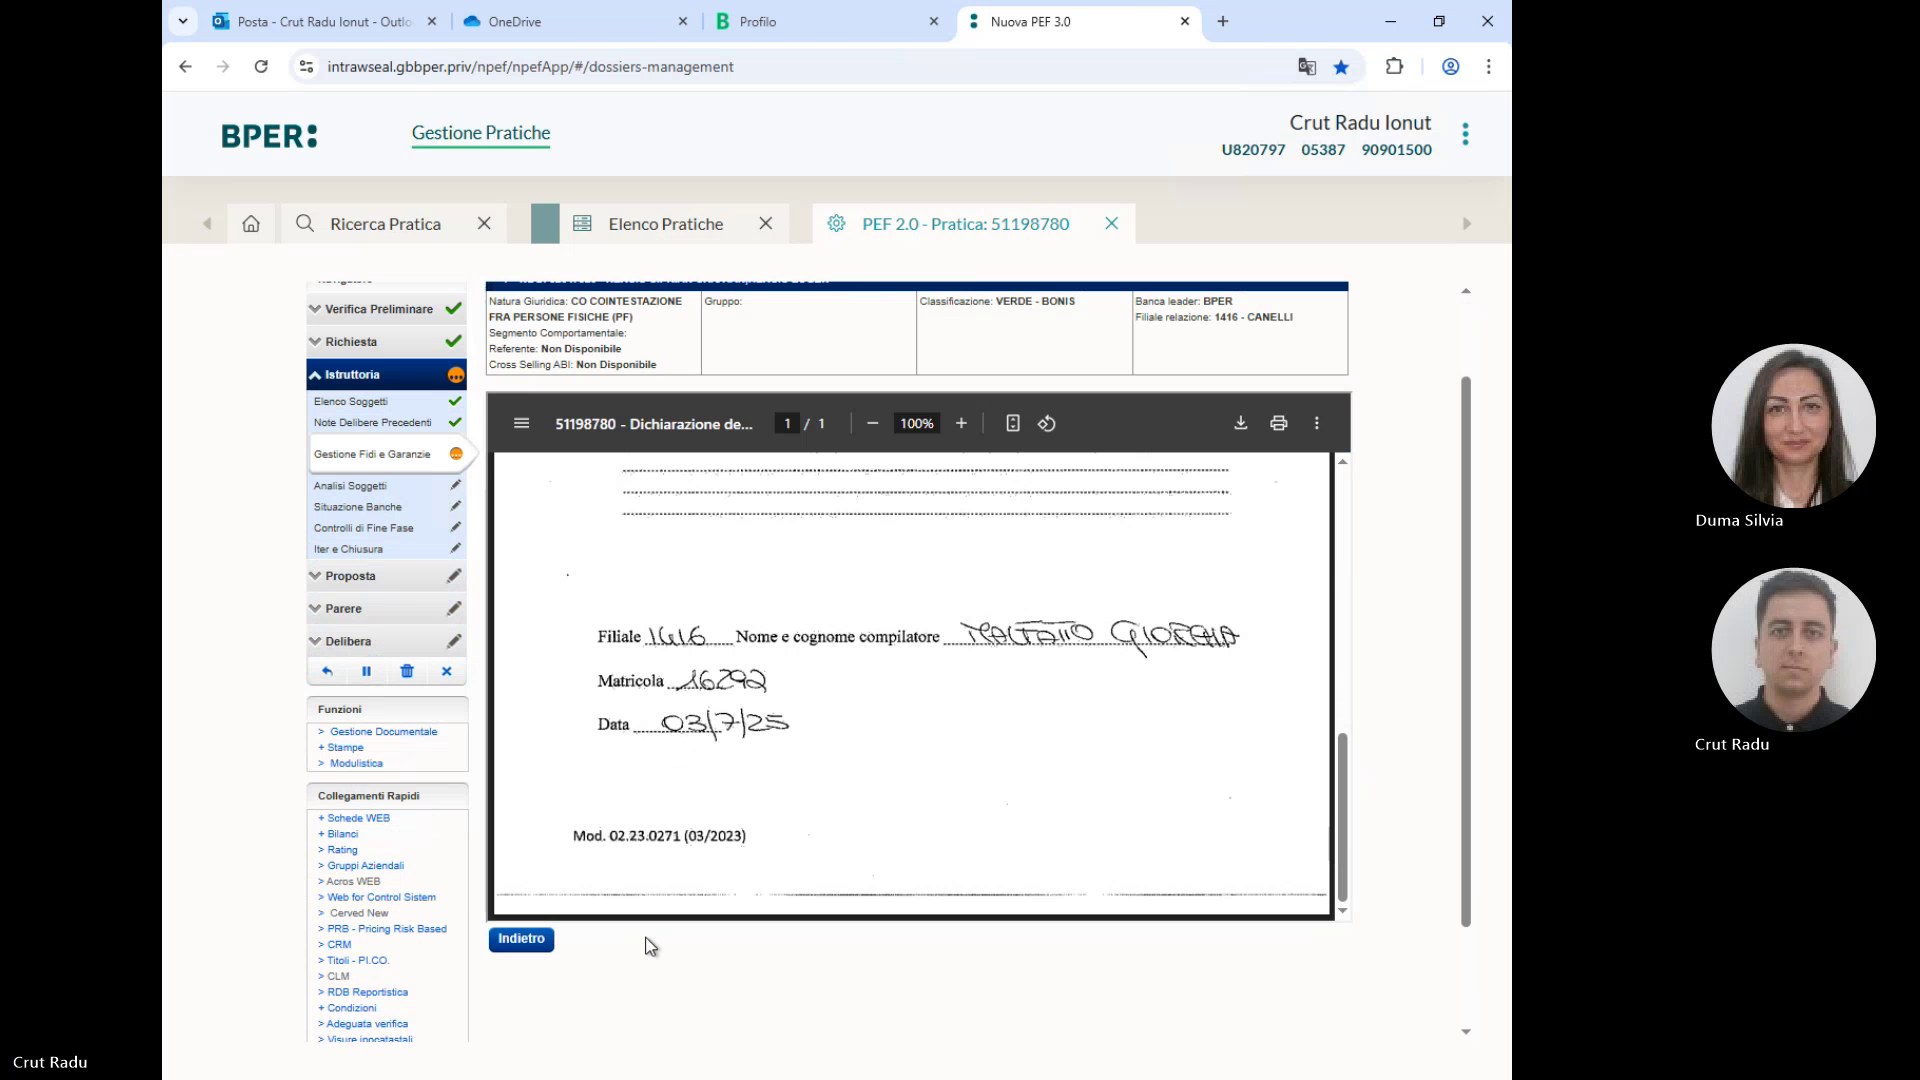 Posta - Crut Radu Ionut - Outlo
OneDrive
Profilo
Nuova PEF 3.0
intrawseal.gbbper.priv/npef/npefApp/#/dossiers-management
BPER:
Gestione Pratiche
Crut Radu Ionut
U820797 05387 90901500
Ricerca Pratica
Elenco Pratiche
PEF 2.0 - Pratica: 51198780
Verifica Preliminare
Richiesta
Istruttoria
Elenco Soggetti
Note Delibere Precedenti
Gestione Fidi e Garanzie
Analisi Soggetti
Situazione Banche
Controlli di Fine Fase
Iter e Chiusura
Proposta
Parere
Delibera
Funzioni
> Gestione Documentale
+ Stampe
> Modulistica
Collegamenti Rapidi
+ Schede WEB
+ Bilanci
> Rating
> Gruppi Aziendali
> Acros WEB
> Web for Control Sistem
> Cerved New
> PRB - Pricing Risk Based
> CRM
> Titoli - PI.CO.
> CLM
> RDB Reportistica
+ Condizioni
> Adeguata verifica
> Visure ipocatastali
Natura Giuridica: CO COINTESTAZIONE
FRA PERSONE FISICHE (PF)
Segmento Comportamentale:
Referente: Non Disponibile
Cross Selling ABI: Non Disponibile
Gruppo:
Classificazione: VERDE - BONIS
Banca leader: BPER
Filiale relazione: 1416 - CANELLI
51198780 - Dichiarazione de...
1 / 1
100%
Filiale 1416 Nome e cognome compilatore GIORGIA
Matricola 16292
Data 03/7/25
Mod. 02.23.0271 (03/2023)
Indietro
Duma Silvia
Crut Radu
Crut Radu